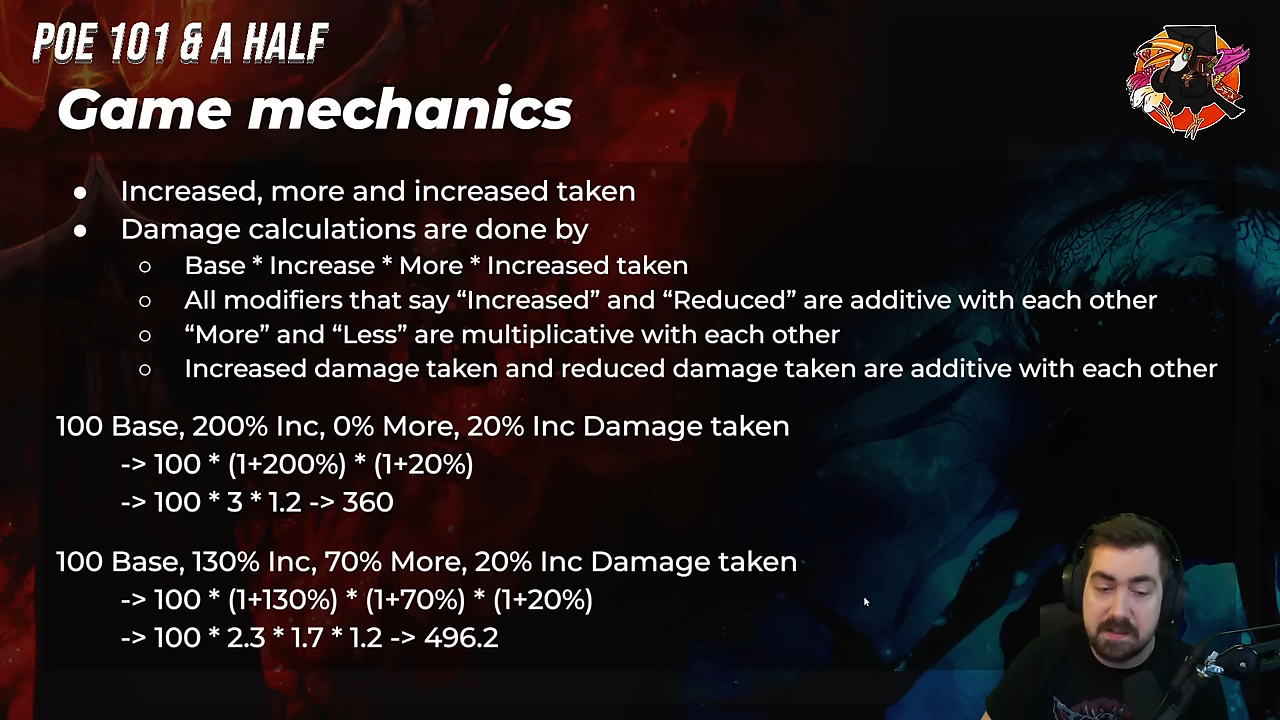 POE 101 & A HALF
Game mechanics
● Increased, more and increased taken
● Damage calculations are done by
○ Base * Increase * More * Increased taken
○ All modifiers that say “Increased” and “Reduced” are additive with each other
○ “More” and “Less” are multiplicative with each other
○ Increased damage taken and reduced damage taken are additive with each other
100 Base, 200% Inc, 0% More, 20% Inc Damage taken
-> 100 * (1+200%) * (1+20%)
-> 100 * 3 * 1.2 -> 360
100 Base, 130% Inc, 70% More, 20% Inc Damage taken
-> 100 * (1+130%) * (1+70%) * (1+20%)
-> 100 * 2.3 * 1.7 * 1.2 -> 496.2